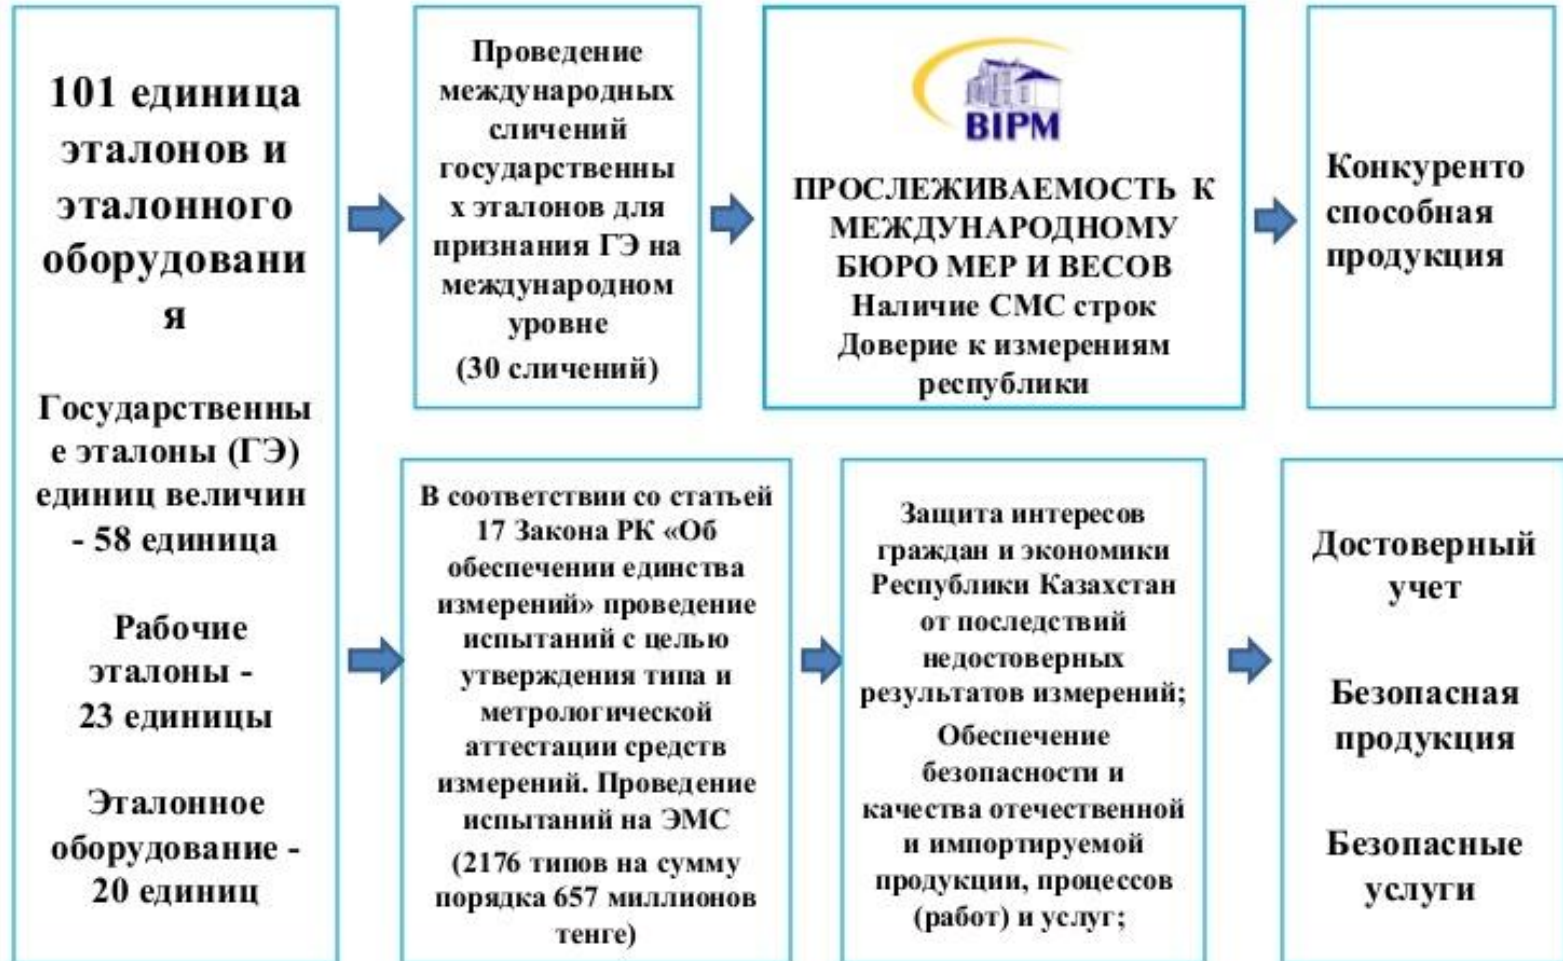 101 единица
эталонов и
эталонного
оборудовани
я
Государственны
е эталоны (ГЭ)
единиц величин
- 58 единица
Рабочие
эталоны -
23 единицы
Эталонное
оборудование -
20 единиц
Проведение
международных
сличений
государственны
х эталонов для
признания ГЭ на
международном
уровне
(30 сличений)
BIPM
ПРОСЛЕЖИВАЕМОСТЬ К
МЕЖДУНАРОДНОМУ
БЮРО МЕР И ВЕСОВ
Наличие СМС строк
Доверие к измерениям
республики
Конкуренто
способная
продукция
В соответствии со статьей
17 Закона РК «Об
обеспечении единства
измерений» проведение
испытаний с целью
утверждения типа и
метрологической
аттестации средств
измерений. Проведение
испытаний на ЭМС
(2176 типов на сумму
порядка 657 миллионов
тенге)
Защита интересов
граждан и экономики
Республики Казахстан
от последствий
недостоверных
результатов измерений;
Обеспечение
безопасности и
качества отечественной
и импортируемой
продукции, процессов
(работ) и услуг;
Достоверный
учет
Безопасная
продукция
Безопасные
услуги